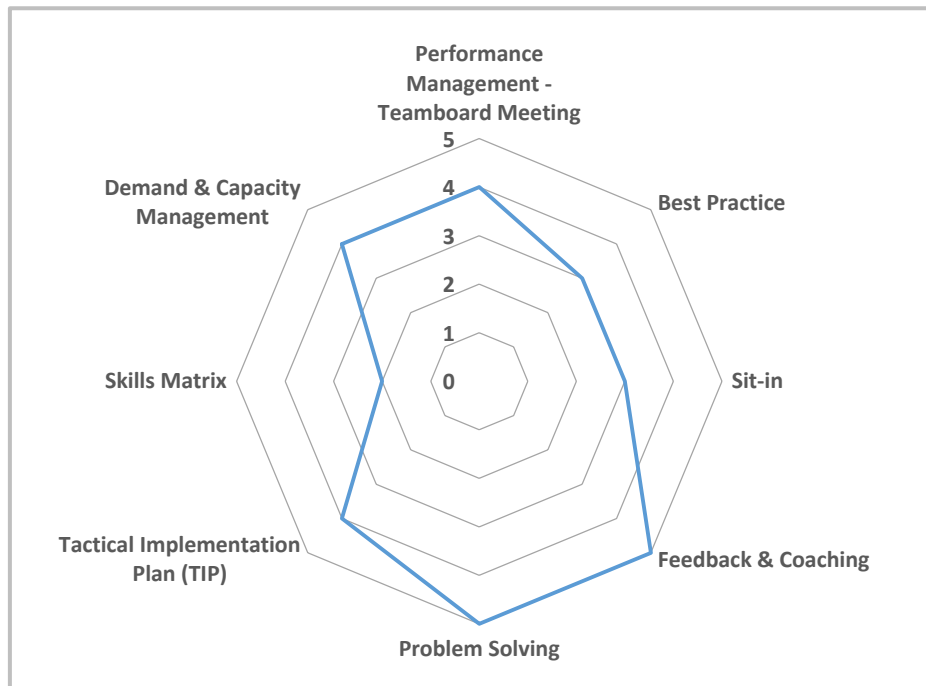 Performance
Management -
Teamboard Meeting
5
Demand & Capacity
Management
4
Best Practice
3
2
1
Skills Matrix
0
Sit-in
Tactical Implementation
Plan (TIP)
Feedback & Coaching
Problem Solving